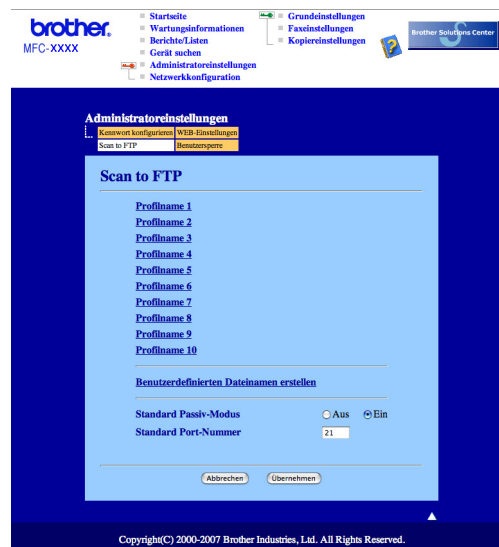 brother.
MFC-XXXX
Startseite
Wartungsinformationen
Berichte/Listen
Gerät suchen
Administratoreinstellungen
Netzwerkkonfiguration
Grundeinstellungen
Faxeinstellungen
Kopiereinstellungen
Brother Solutions Center
Administratoreinstellungen
Kennwort konfigurieren WEB-Einstellungen
Scan to FTP Benutzersperre
Scan to FTP
Profilname 1
Profilname 2
Profilname 3
Profilname 4
Profilname 5
Profilname 6
Profilname 7
Profilname 8
Profilname 9
Profilname 10
Benutzerdefinierten Dateinamen erstellen
Standard Passiv-Modus Aus Ein
Standard Port-Nummer 21
Abbrechen Übernehmen
Copyright(C) 2000-2007 Brother Industries, Ltd. All Rights Reserved.